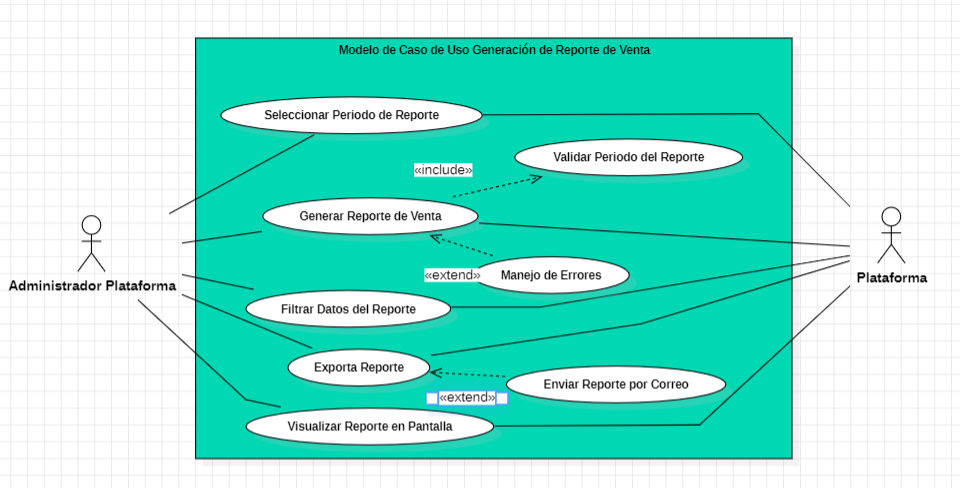 Modelo de Caso de Uso Generación de Reporte de Venta
Seleccionar Periodo de Reporte
Validar Periodo del Reporte
«include»
Generar Reporte de Venta
«extend»
Manejo de Errores
Administrador Plataforma
Plataforma
Filtrar Datos del Reporte
Exporta Reporte
Enviar Reporte por Correo
«extend»
Visualizar Reporte en Pantalla